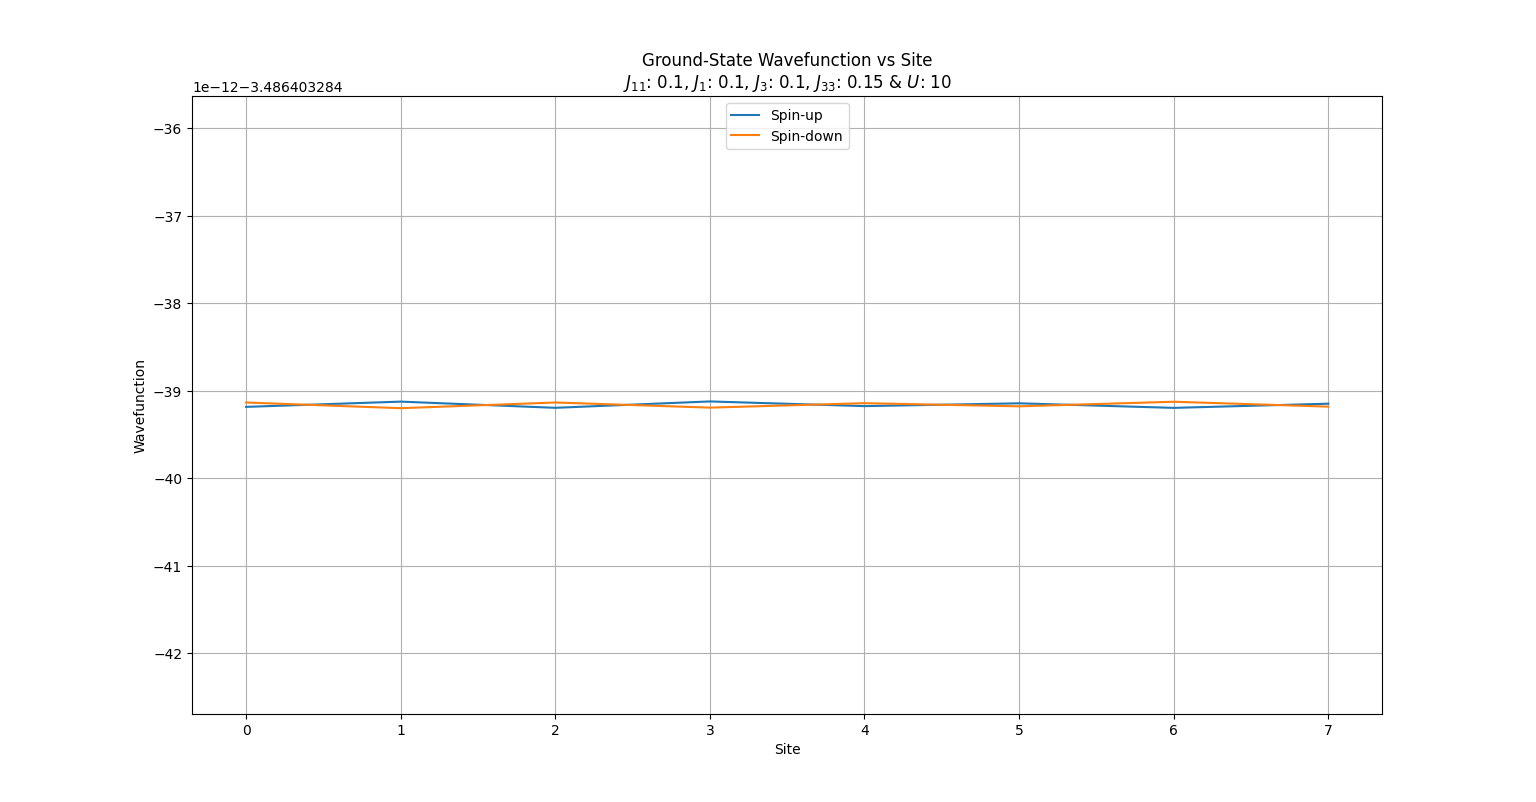 Ground-State Wavefunction vs Site
J₁₁: 0.1, J₁: 0.1, J₃: 0.1, J₃₃: 0.15 & U: 10
1e−12−3.486403284
Spin-up
Spin-down
−36
−37
−38
−39
−40
−41
−42
Wavefunction
0 1 2 3 4 5 6 7
Site